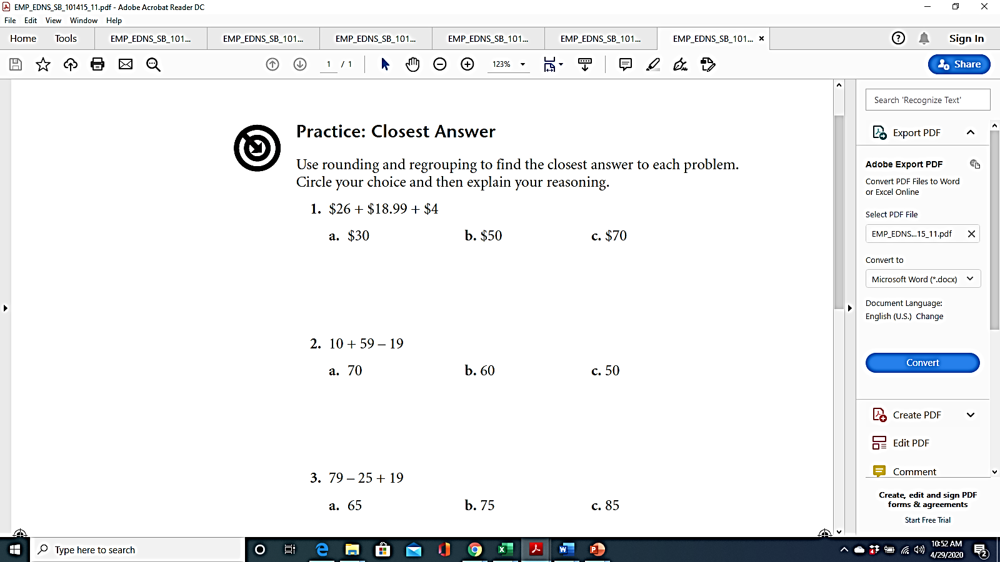 EMP_EDNS_SB_101415_11.pdf - Adobe Acrobat Reader DC
File Edit View Window Help
Home Tools EMP_EDNS_SB_101... EMP_EDNS_SB_101... EMP_EDNS_SB_101... EMP_EDNS_SB_101... EMP_EDNS_SB_101... EMP_EDNS_SB_101... × Sign In
1 / 1 123% Share
Practice: Closest Answer
Use rounding and regrouping to find the closest answer to each problem.
Circle your choice and then explain your reasoning.
1. $26 + $18.99 + $4
a. $30 b. $50 c. $70
2. 10 + 59 – 19
a. 70 b. 60 c. 50
3. 79 – 25 + 19
a. 65 b. 75 c. 85
Search 'Recognize Text'
Export PDF
Adobe Export PDF
Convert PDF Files to Word
or Excel Online
Select PDF File
EMP_EDNS...15_11.pdf
Convert to
Microsoft Word (*.docx)
Document Language:
English (U.S.) Change
Convert
Create PDF
Edit PDF
Comment
Create, edit and sign PDF
forms & agreements
Start Free Trial
Type here to search
10:52 AM
4/29/2020
2